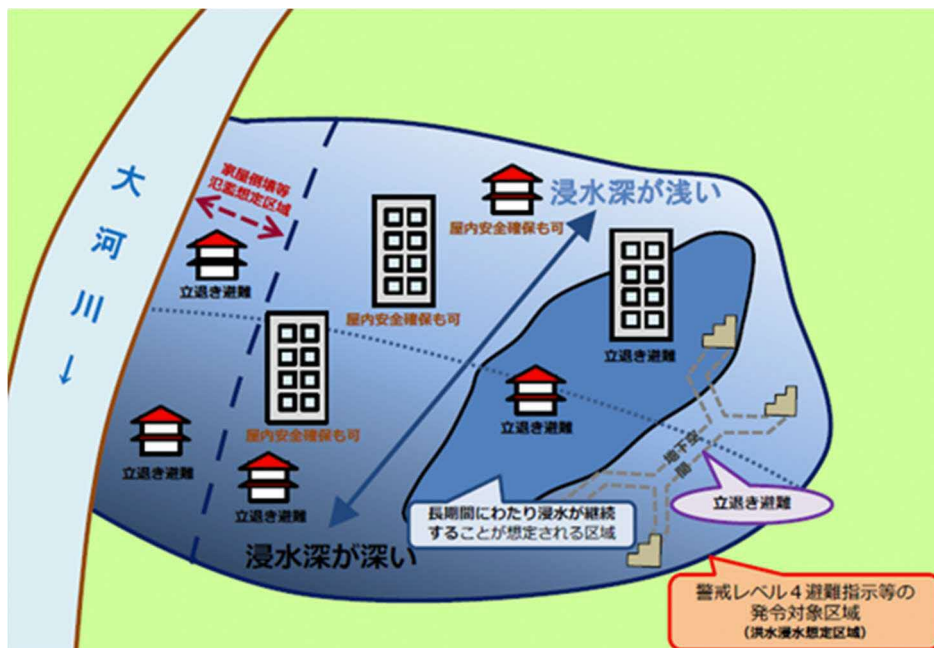 大河川↓
家屋倒壊等
氾濫想定区域
浸水深が浅い
屋内安全確保も可
立退き避難
屋内安全確保も可
立退き避難
立退き避難
屋内安全確保も可
立退き避難
立退き避難
地下空間
長期間にわたり浸水が継続
することが想定される区域
立退き避難
浸水深が深い
警戒レベル4避難指示等の
発令対象区域
(洪水浸水想定区域)